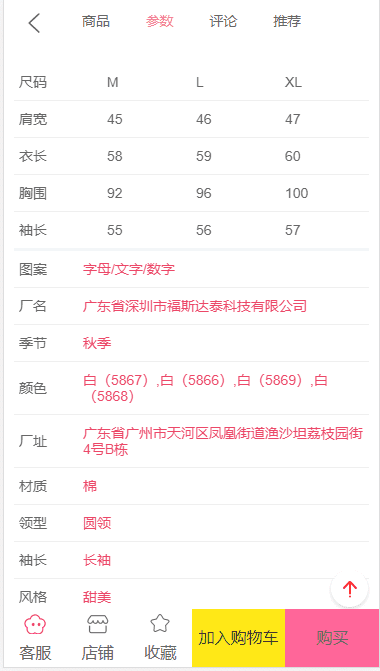 商品 参数 评论 推荐
尺码 M L XL
肩宽 45 46 47
衣长 58 59 60
胸围 92 96 100
袖长 55 56 57
图案 字母/文字/数字
厂名 广东省深圳市福斯达泰科技有限公司
季节 秋季
颜色 白（5867）,白（5866）,白（5869）,白
（5868）
厂址 广东省广州市天河区凤凰街道渔沙坦荔枝园街
4号B栋
材质 棉
领型 圆领
袖长 长袖
风格 甜美
客服 店铺 收藏 加入购物车 购买